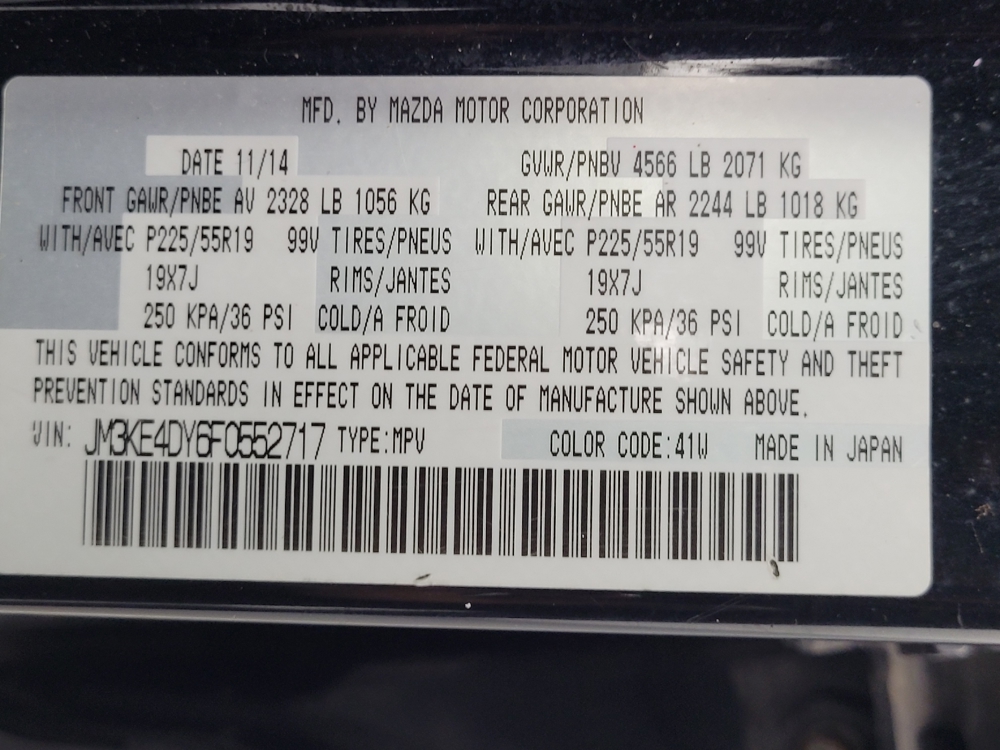 MFD. BY MAZDA MOTOR CORPORATION
DATE 11/14 GVWR/PNBV 4566 LB 2071 KG
FRONT GAWR/PNBE AV 2328 LB 1056 KG REAR GAWR/PNBE AR 2244 LB 1018 KG
WITH/AVEC P225/55R19 99V TIRES/PNEUS WITH/AVEC P225/55R19 99V TIRES/PNEUS
19X7J RIMS/JANTES 19X7J RIMS/JANTES
250 KPA/36 PSI COLD/A FROID 250 KPA/36 PSI COLD/A FROID
THIS VEHICLE CONFORMS TO ALL APPLICABLE FEDERAL MOTOR VEHICLE SAFETY AND THEFT
PREVENTION STANDARDS IN EFFECT ON THE DATE OF MANUFACTURE SHOWN ABOVE.
VIN: JM3KE4DY6F0552717 TYPE:MPV COLOR CODE:41W MADE IN JAPAN